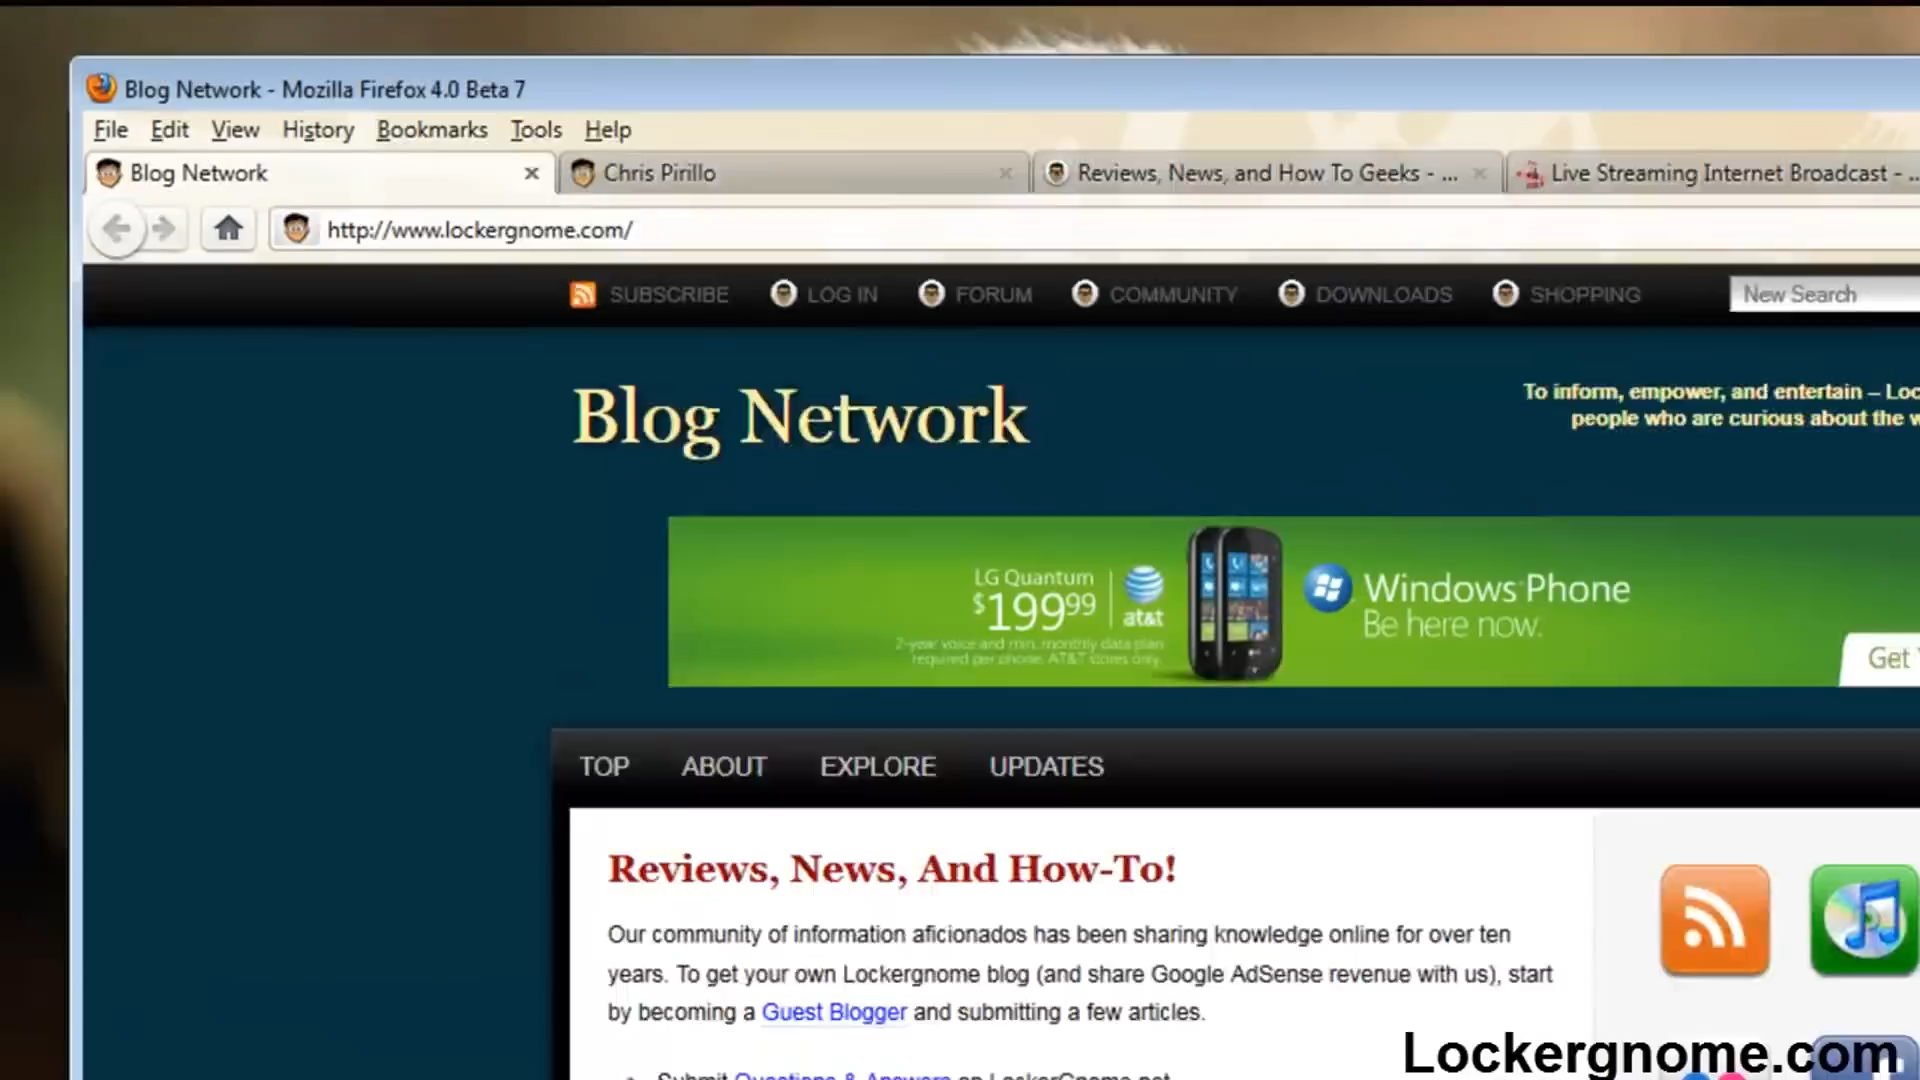 Blog Network - Mozilla Firefox 4.0 Beta 7
File Edit View History Bookmarks Tools Help
Blog Network
Chris Pirillo
Reviews, News, and How To Geeks - ...
Live Streaming Internet Broadcast - ...
http://www.lockergnome.com/
SUBSCRIBE LOG IN FORUM COMMUNITY DOWNLOADS SHOPPING New Search
Blog Network
To inform, empower, and entertain – Loc
people who are curious about the w
LG Quantum
$199.99
at&t
2-year voice and min. monthly data plan
required per phone. AT&T stores only.
Windows Phone
Be here now.
Get
TOP ABOUT EXPLORE UPDATES
Reviews, News, And How-To!
Our community of information aficionados has been sharing knowledge online for over ten
years. To get your own Lockergnome blog (and share Google AdSense revenue with us), start
by becoming a Guest Blogger and submitting a few articles.
Submit Questions & Answers on LockerGnome.net
Lockergnome.com